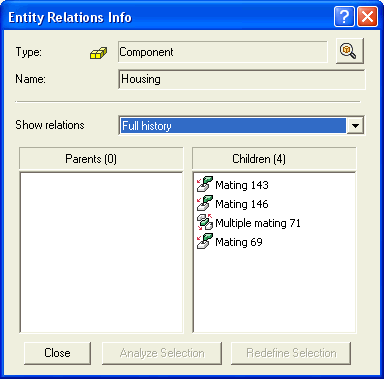 Entity Relations Info
Type: Component
Name: Housing
Show relations Full history
Parents (0) Children (4)
Mating 143
Mating 146
Multiple mating 71
Mating 69
Close Analyze Selection Redefine Selection